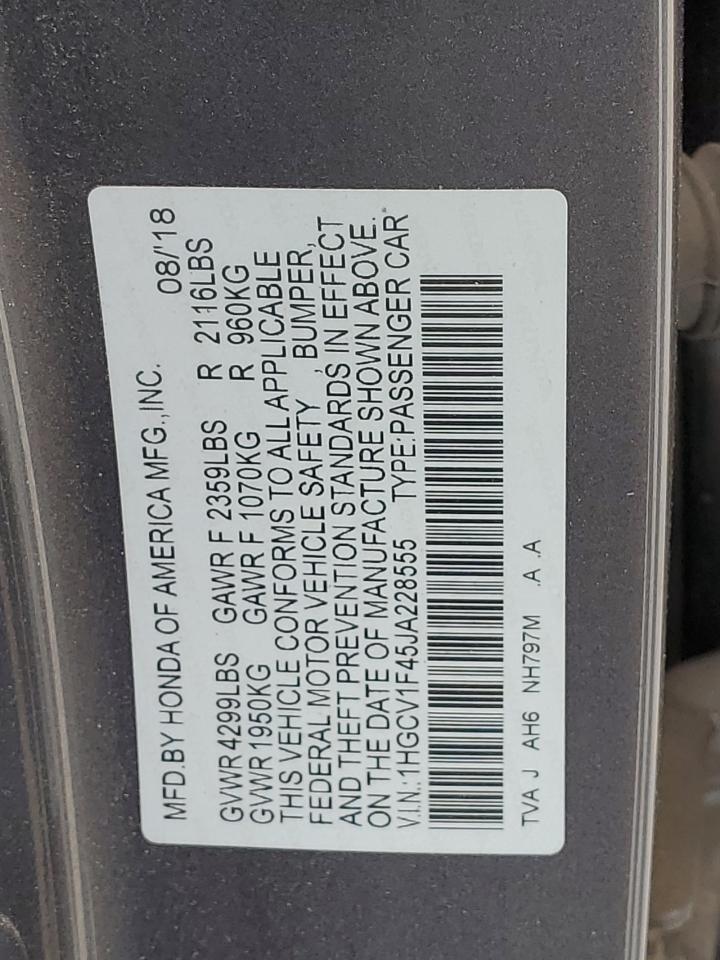 MFD.BY HONDA OF AMERICA MFG.,INC. 08/'18
GVWR 4299LBS GAWR F 2359LBS R 2116LBS
GVWR 1950KG GAWR F 1070KG R 960KG
THIS VEHICLE CONFORMS TO ALL APPLICABLE
FEDERAL MOTOR VEHICLE SAFETY , BUMPER,
AND THEFT PREVENTION STANDARDS IN EFFECT
ON THE DATE OF MANUFACTURE SHOWN ABOVE.
V.I.N.:1HGCV1F45JA228555 TYPE:PASSENGER CAR
TVA J AH6 NH797M .A .A